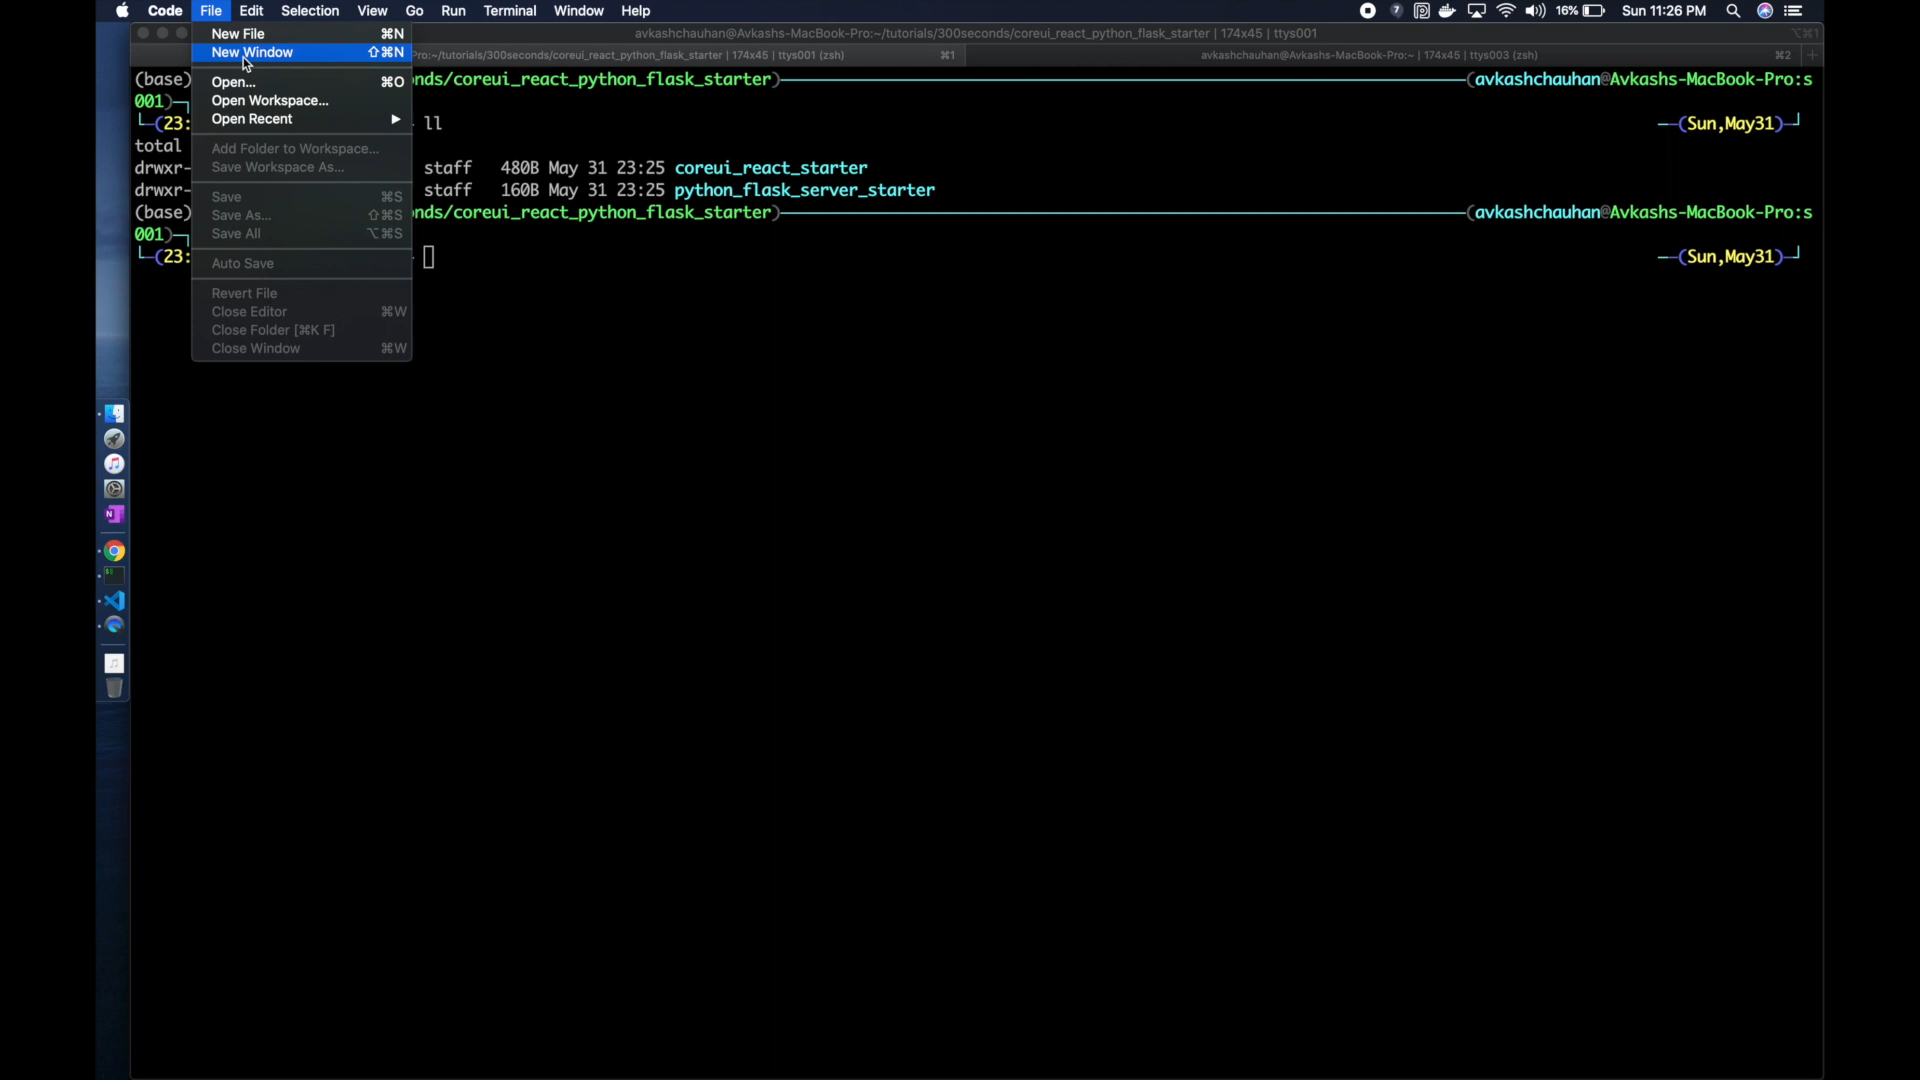 Code File Edit Selection View Go Run Terminal Window Help 7 16% Sun 11:26 PM
avkashchauhan@Avkashs-MacBook-Pro:~/tutorials/300seconds/coreui_react_python_flask_starter | 174x45 | ttys001 ⌥⌘1
Pro:~/tutorials/300seconds/coreui_react_python_flask_starter | 174x45 | ttys001 (zsh) ⌘1 avkashchauhan@Avkashs-MacBook-Pro:~ | 174x45 | ttys003 (zsh) ⌘2 +
New File ⌘N
New Window ⇧⌘N
Open... ⌘O
Open Workspace...
Open Recent ▶
Add Folder to Workspace...
Save Workspace As...
Save ⌘S
Save As... ⇧⌘S
Save All ⌥⌘S
Auto Save
Revert File
Close Editor ⌘W
Close Folder [⌘K F]
Close Window ⌘W
(base) nds/coreui_react_python_flask_starter)(avkashchauhan@Avkashs-MacBook-Pro:s
001)
(23: ll (Sun,May31)
total
drwxr- staff 480B May 31 23:25 coreui_react_starter
drwxr- staff 160B May 31 23:25 python_flask_server_starter
(base) nds/coreui_react_python_flask_starter)(avkashchauhan@Avkashs-MacBook-Pro:s
001)
(23: (Sun,May31)